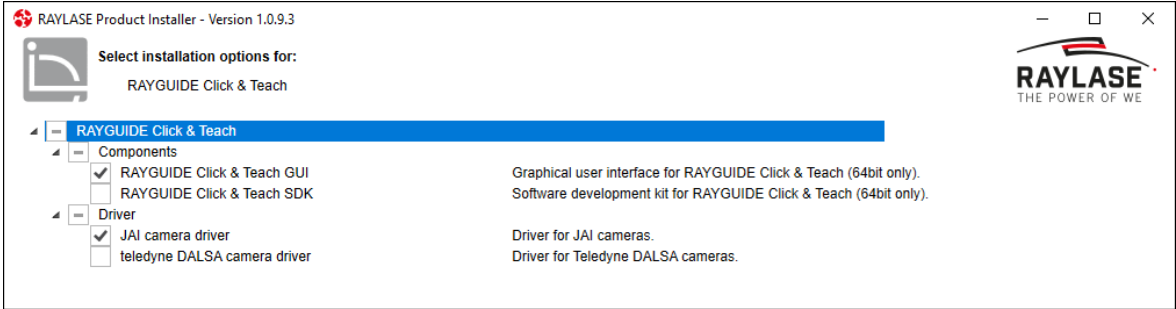 RAYLASE Product Installer - Version 1.0.9.3
Select installation options for:
RAYGUIDE Click & Teach
RAYLASE
THE POWER OF WE
RAYGUIDE Click & Teach
Components
RAYGUIDE Click & Teach GUI Graphical user interface for RAYGUIDE Click & Teach (64bit only).
RAYGUIDE Click & Teach SDK Software development kit for RAYGUIDE Click & Teach (64bit only).
Driver
JAI camera driver Driver for JAI cameras.
teledyne DALSA camera driver Driver for Teledyne DALSA cameras.